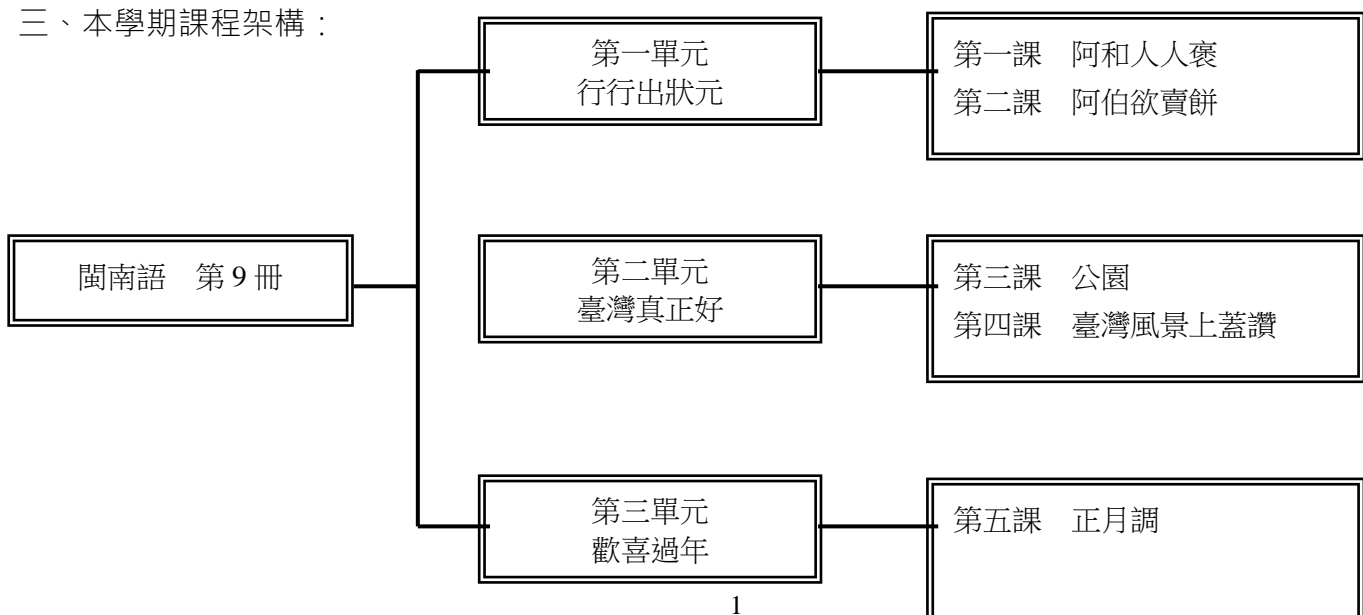 三、本學期課程架構：
第一單元
行行出狀元
第一課　阿和人人褒
第二課　阿伯欲賣餅
閩南語　第 9 冊
第二單元
臺灣真正好
第三課　公園
第四課　臺灣風景上蓋讚
第三單元
歡喜過年
第五課　正月調
1